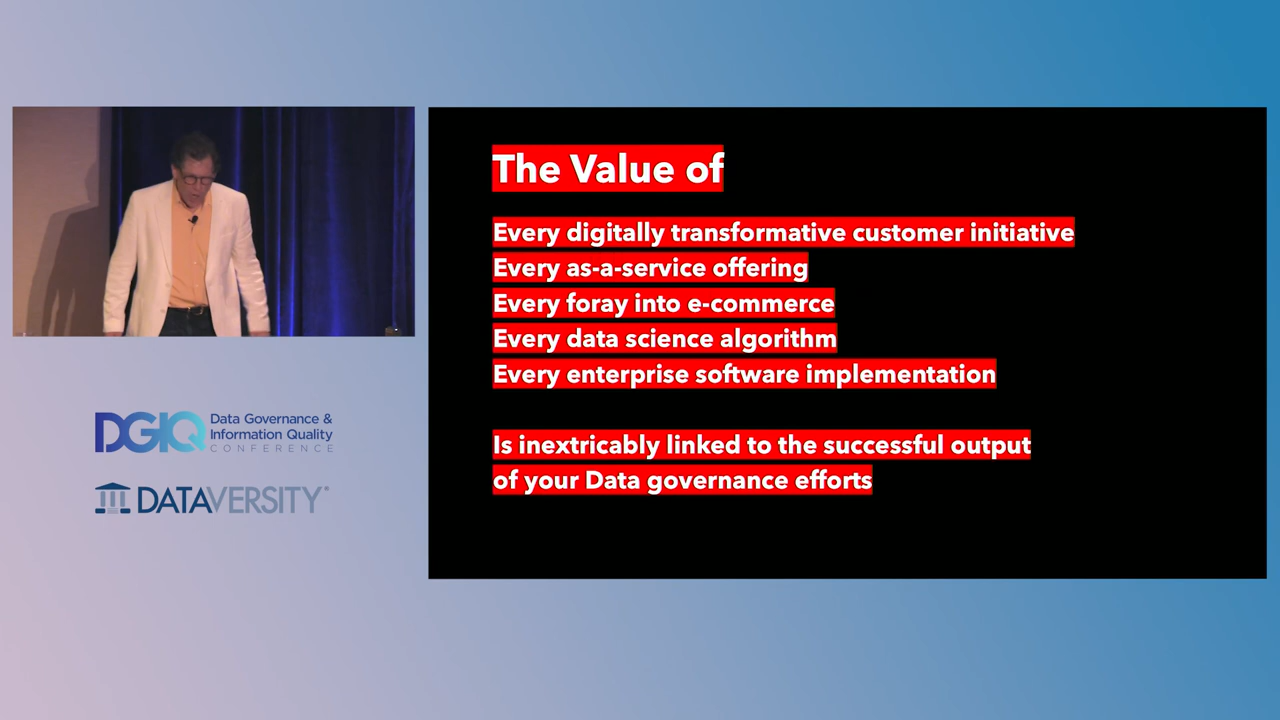 The Value of
Every digitally transformative customer initiative
Every as-a-service offering
Every foray into e-commerce
Every data science algorithm
Every enterprise software implementation
Is inextricably linked to the successful output
of your Data governance efforts
DGIQ
Data Governance &
Information Quality
CONFERENCE
DATAVERSITY